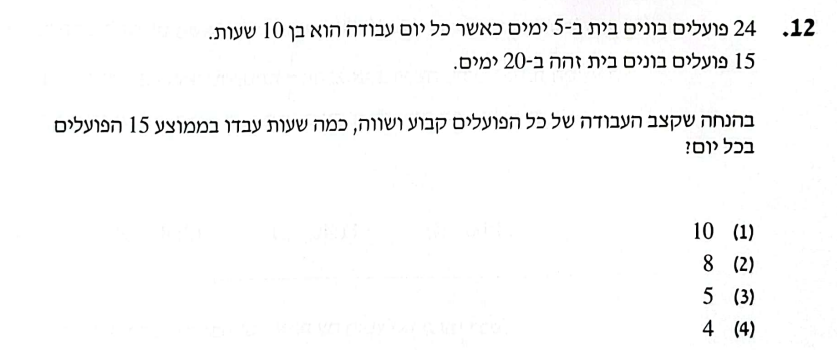 12. 24 פועלים בונים בית ב-5 ימים כאשר כל יום עבודה הוא בן 10 שעות.
15 פועלים בונים בית זהה ב-20 ימים.
בהנחה שקצב העבודה של כל הפועלים קבוע ושווה, כמה שעות עבדו בממוצע 15 הפועלים
בכל יום?
(1) 10
(2) 8
(3) 5
(4) 4